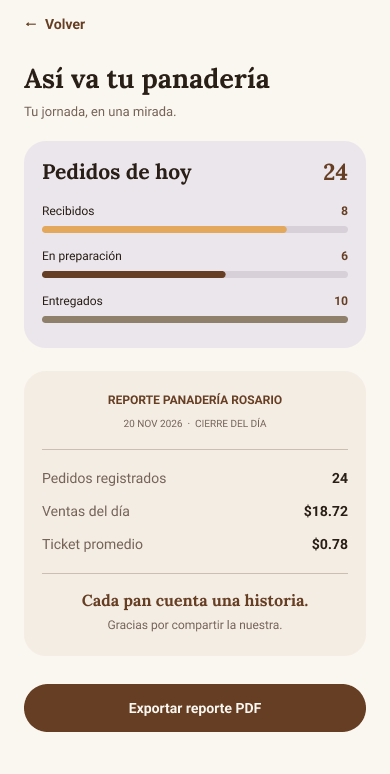 ← Volver
Así va tu panadería
Tu jornada, en una mirada.
Pedidos de hoy 24
Recibidos 8
En preparación 6
Entregados 10
REPORTE PANADERÍA ROSARIO
20 NOV 2026 · CIERRE DEL DÍA
Pedidos registrados 24
Ventas del día $18.72
Ticket promedio $0.78
Cada pan cuenta una historia.
Gracias por compartir la nuestra.
Exportar reporte PDF